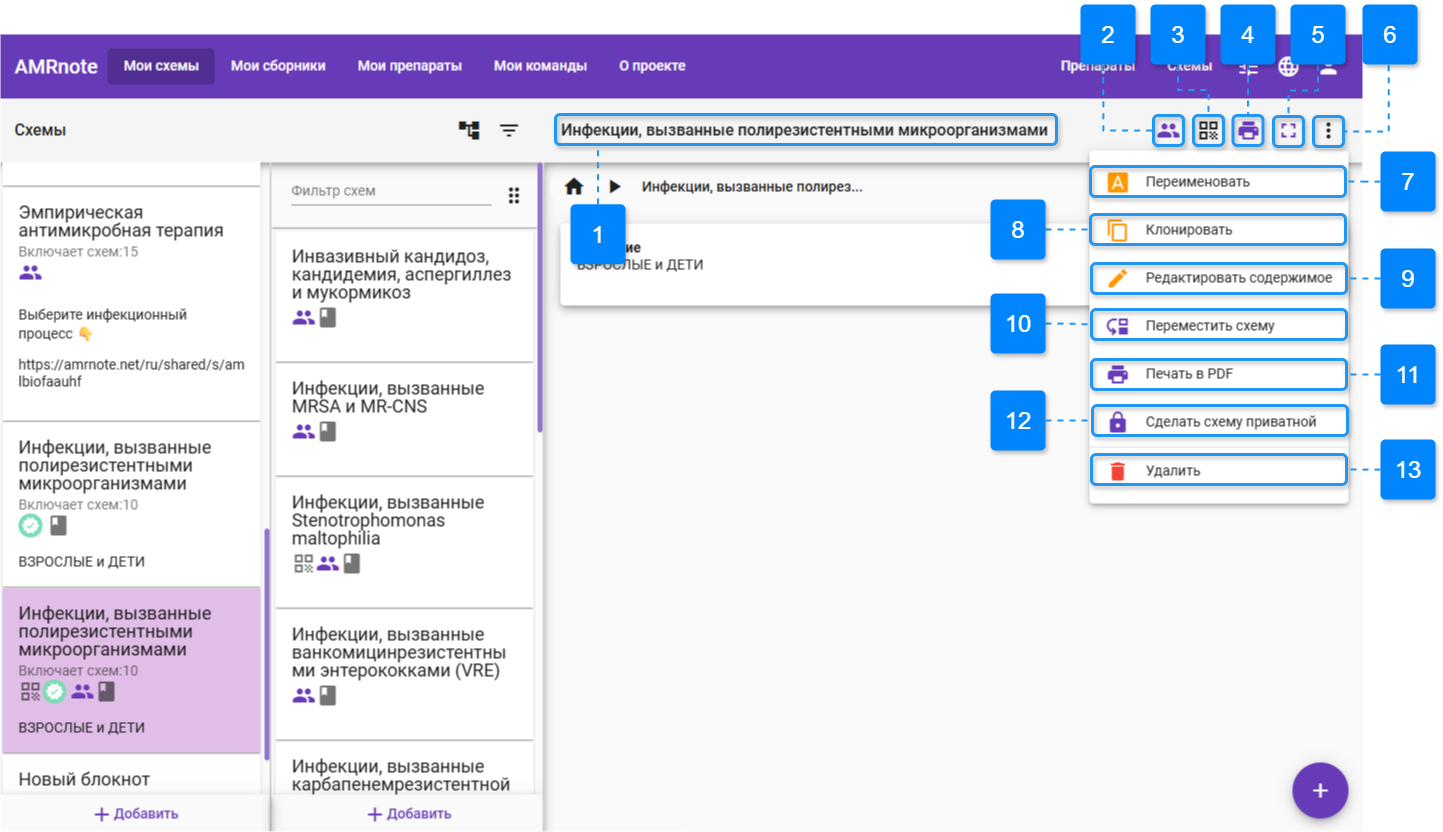 2 3 4 5 6
AMRnote Мои схемы Мои сборники Мои препараты Мои команды О проекте Препараты Схемы
Схемы
Инфекции, вызванные полирезистентными микроорганизмами
Эмпирическая
антимикробная терапия
Включает схем:15
Выберите инфекционный
процесс 👇
https://amrnote.net/ru/shared/s/am
lbiofaauhf
Инфекции, вызванные
полирезистентными
микроорганизмами
Включает схем:10
ВЗРОСЛЫЕ и ДЕТИ
Инфекции, вызванные
полирезистентными
микроорганизмами
Включает схем:10
ВЗРОСЛЫЕ и ДЕТИ
Новый блокнот
+ Добавить
Фильтр схем
Инвазивный кандидоз,
кандидемия, аспергиллез
и мукормикоз
Инфекции, вызванные
MRSA и MR-CNS
Инфекции, вызванные
Stenotrophomonas
maltophilia
Инфекции, вызванные
ванкомицинрезистентны
ми энтерококками (VRE)
Инфекции, вызванные
карбапенемрезистентной
+ Добавить
Инфекции, вызванные полирез...
1
ие
ВЗРОСЛЫЕ и ДЕТИ
Переименовать 7
8 Клонировать
Редактировать содержимое 9
10 Переместить схему
Печать в PDF 11
12 Сделать схему приватной
Удалить 13
+